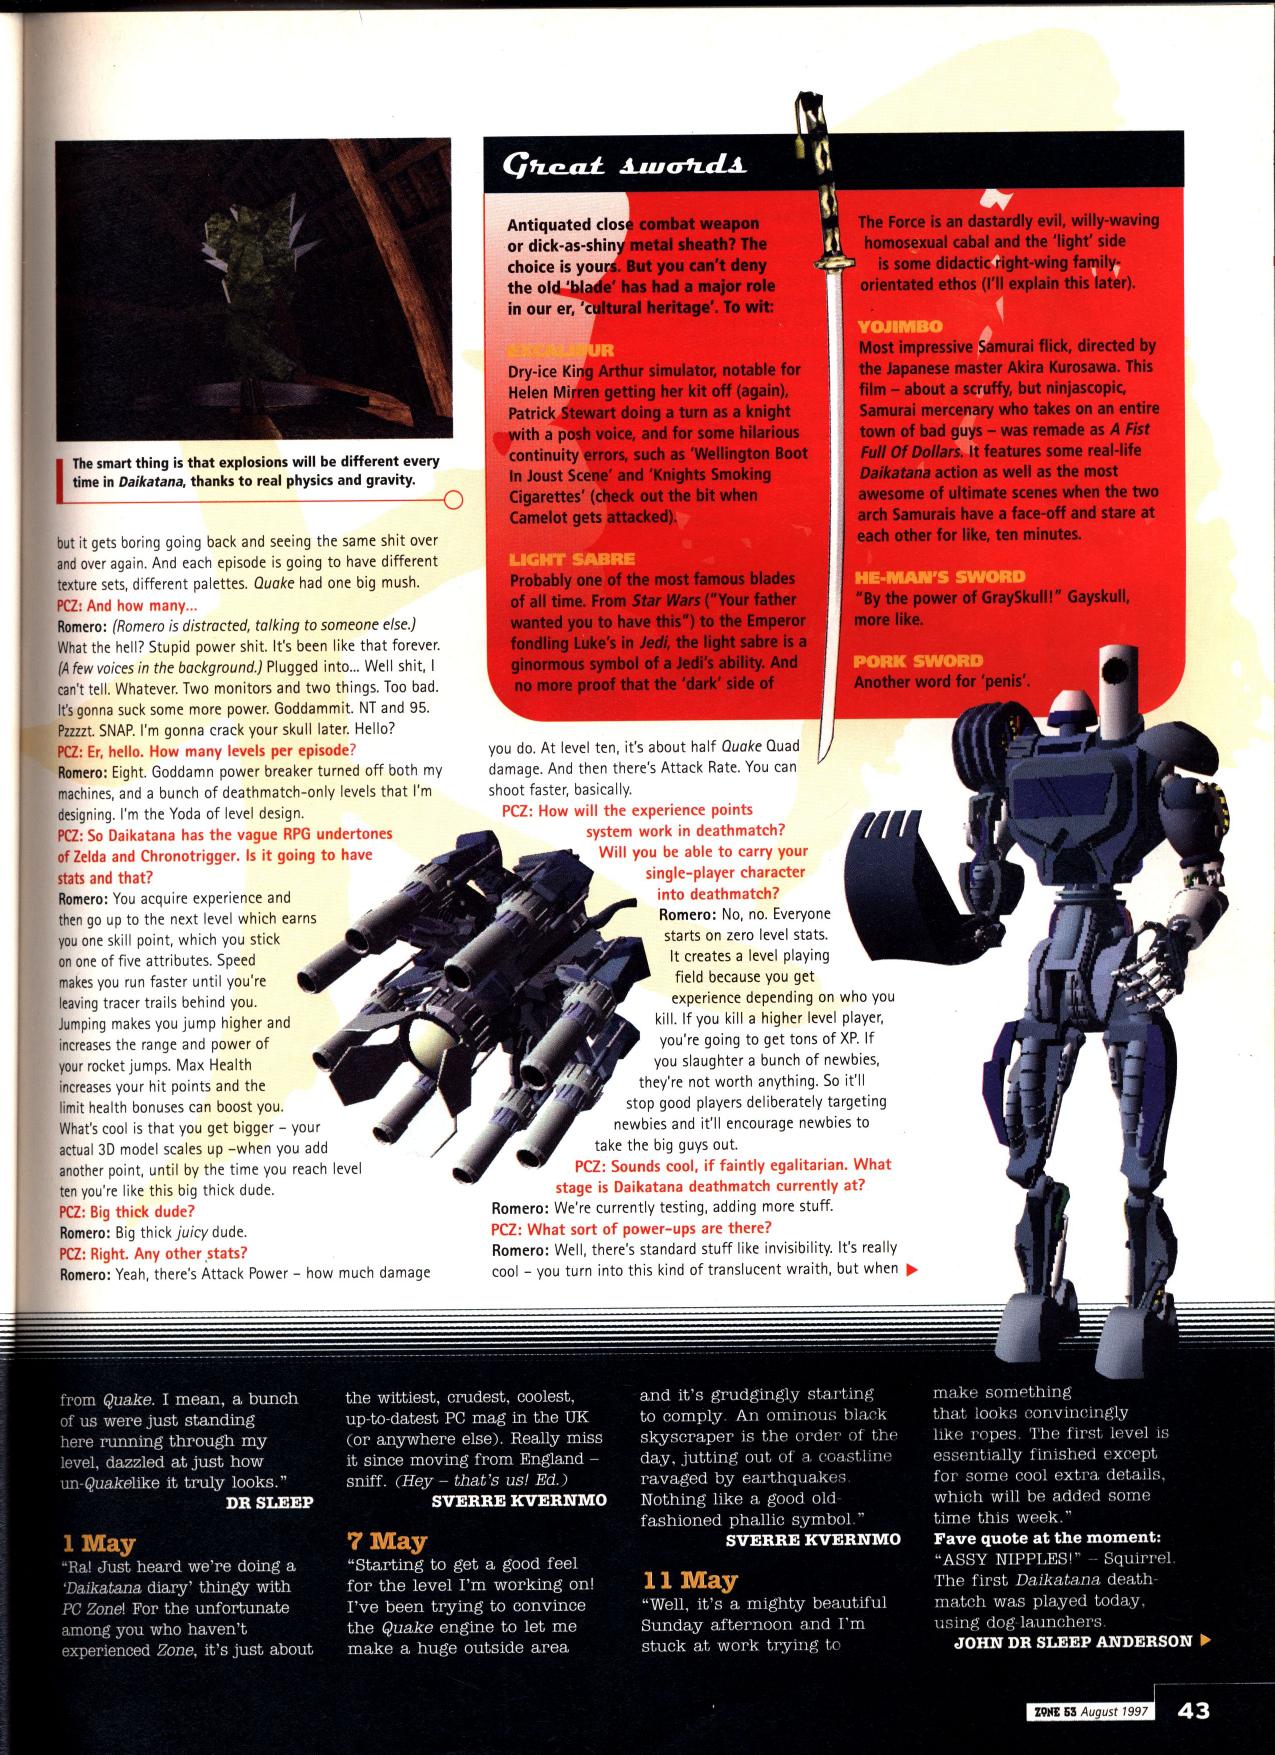 Great swords
Antiquated close combat weapon
or dick-as-shiny metal sheath? The
choice is yours. But you can't deny
the old 'blade' has had a major role
in our er, 'cultural heritage'. To wit:
EXCALIBUR
Dry-ice King Arthur simulator, notable for
Helen Mirren getting her kit off (again),
Patrick Stewart doing a turn as a knight
with a posh voice, and for some hilarious
continuity errors, such as 'Wellington Boot
In Joust Scene' and 'Knights Smoking
Cigarettes' (check out the bit when
Camelot gets attacked).
LIGHT SABRE
Probably one of the most famous blades
of all time. From Star Wars ("Your father
wanted you to have this") to the Emperor
fondling Luke's in Jedi, the light sabre is a
ginormous symbol of a Jedi's ability. And
no more proof that the 'dark' side of
The Force is an dastardly evil, willy-waving
homosexual cabal and the 'light' side
is some didactic right-wing family-
orientated ethos (I'll explain this later).
YOJIMBO
Most impressive Samurai flick, directed by
the Japanese master Akira Kurosawa. This
film – about a scruffy, but ninjascopic,
Samurai mercenary who takes on an entire
town of bad guys – was remade as A Fist
Full Of Dollars. It features some real-life
Daikatana action as well as the most
awesome of ultimate scenes when the two
arch Samurais have a face-off and stare at
each other for like, ten minutes.
HE-MAN'S SWORD
"By the power of GraySkull!" Gayskull,
more like.
PORK SWORD
Another word for 'penis'.
The smart thing is that explosions will be different every
time in Daikatana, thanks to real physics and gravity.
but it gets boring going back and seeing the same shit over
and over again. And each episode is going to have different
texture sets, different palettes. Quake had one big mush.
PCZ: And how many...
Romero: (Romero is distracted, talking to someone else.)
What the hell? Stupid power shit. It's been like that forever.
(A few voices in the background.) Plugged into... Well shit, I
can't tell. Whatever. Two monitors and two things. Too bad.
It's gonna suck some more power. Goddammit. NT and 95.
Pzzzzt. SNAP. I'm gonna crack your skull later. Hello?
PCZ: Er, hello. How many levels per episode?
Romero: Eight. Goddamn power breaker turned off both my
machines, and a bunch of deathmatch-only levels that I'm
designing. I'm the Yoda of level design.
PCZ: So Daikatana has the vague RPG undertones
of Zelda and Chronotrigger. Is it going to have
stats and that?
Romero: You acquire experience and
then go up to the next level which earns
you one skill point, which you stick
on one of five attributes. Speed
makes you run faster until you're
leaving tracer trails behind you.
Jumping makes you jump higher and
increases the range and power of
your rocket jumps. Max Health
increases your hit points and the
limit health bonuses can boost you.
What's cool is that you get bigger – your
actual 3D model scales up –when you add
another point, until by the time you reach level
ten you're like this big thick dude.
PCZ: Big thick dude?
Romero: Big thick juicy dude.
PCZ: Right. Any other stats?
Romero: Yeah, there's Attack Power – how much damage
you do. At level ten, it's about half Quake Quad
damage. And then there's Attack Rate. You can
shoot faster, basically.
PCZ: How will the experience points
system work in deathmatch?
Will you be able to carry your
single-player character
into deathmatch?
Romero: No, no. Everyone
starts on zero level stats.
It creates a level playing
field because you get
experience depending on who you
kill. If you kill a higher level player,
you're going to get tons of XP. If
you slaughter a bunch of newbies,
they're not worth anything. So it'll
stop good players deliberately targeting
newbies and it'll encourage newbies to
take the big guys out.
PCZ: Sounds cool, if faintly egalitarian. What
stage is Daikatana deathmatch currently at?
Romero: We're currently testing, adding more stuff.
PCZ: What sort of power-ups are there?
Romero: Well, there's standard stuff like invisibility. It's really
cool – you turn into this kind of translucent wraith, but when
from Quake. I mean, a bunch
of us were just standing
here running through my
level, dazzled at just how
un-Quakelike it truly looks."
DR SLEEP
1 May
"Ra! Just heard we're doing a
'Daikatana diary' thingy with
PC Zone! For the unfortunate
among you who haven't
experienced Zone, it's just about
the wittiest, crudest, coolest,
up-to-datest PC mag in the UK
(or anywhere else). Really miss
it since moving from England –
sniff. (Hey – that's us! Ed.)
SVERRE KVERNMO
7 May
"Starting to get a good feel
for the level I'm working on!
I've been trying to convince
the Quake engine to let me
make a huge outside area
and it's grudgingly starting
to comply. An ominous black
skyscraper is the order of the
day, jutting out of a coastline
ravaged by earthquakes.
Nothing like a good old-
fashioned phallic symbol."
SVERRE KVERNMO
11 May
"Well, it's a mighty beautiful
Sunday afternoon and I'm
stuck at work trying to
make something
that looks convincingly
like ropes. The first level is
essentially finished except
for some cool extra details,
which will be added some
time this week."
Fave quote at the moment:
"ASSY NIPPLES!" – Squirrel.
The first Daikatana death-
match was played today,
using dog-launchers.
JOHN DR SLEEP ANDERSON
ZONE 53 August 1997 43